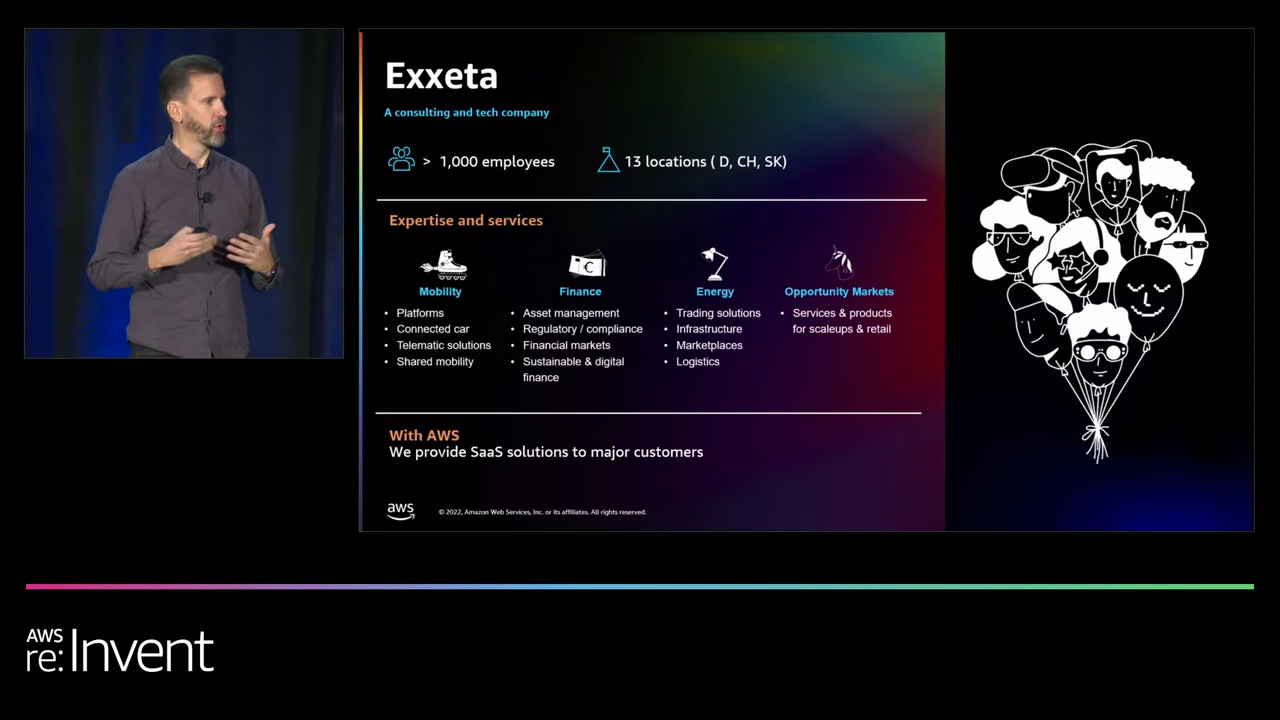 Exxeta
A consulting and tech company
> 1,000 employees
13 locations ( D, CH, SK)
Expertise and services
Mobility
• Platforms
• Connected car
• Telematic solutions
• Shared mobility
Finance
• Asset management
• Regulatory / compliance
• Financial markets
• Sustainable & digital
finance
Energy
• Trading solutions
• Infrastructure
• Marketplaces
• Logistics
Opportunity Markets
• Services & products
for scaleups & retail
With AWS
We provide SaaS solutions to major customers
aws
© 2022, Amazon Web Services, Inc. or its affiliates. All rights reserved.
AWS
re:Invent